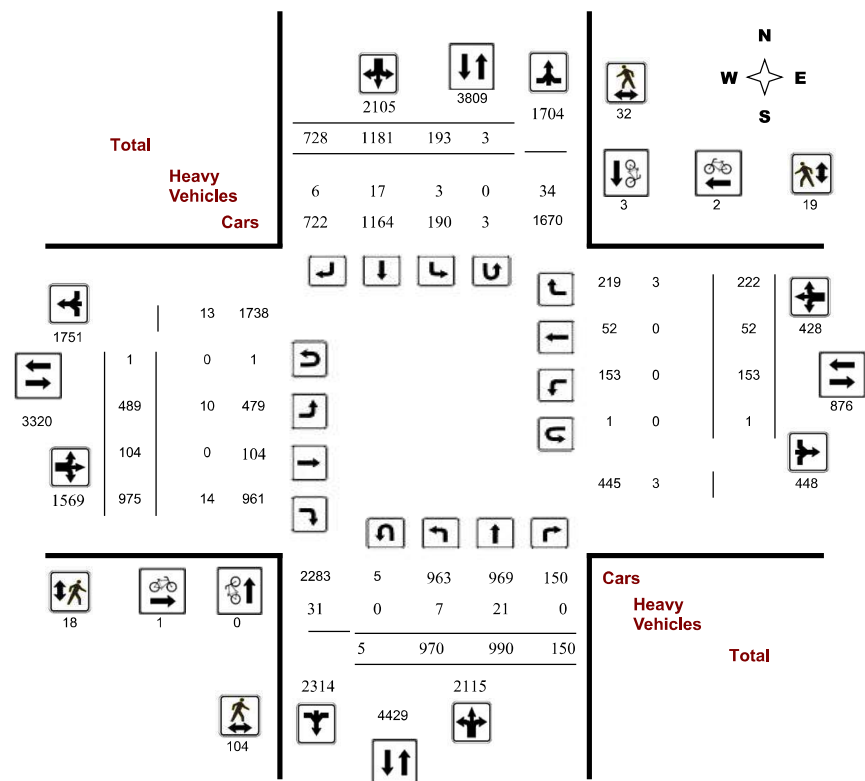 N
W E
S
3809
2105
1704
32
728 1181 193 3
Total
Heavy
Vehicles
6 17 3 0 34
Cars
722 1164 190 3 1670
3 2 19
219 3 222
13 1738
1751
52 0 52 428
1 0 1
153 0 153
3320
489 10 479
876
1 0 1
104 0 104
1569
975 14 961
445 3 448
2283 5 963 969 150
Cars
31 0 7 21 0
Heavy
Vehicles
18 1 0
5 970 990 150
Total
2314 2115
4429
104